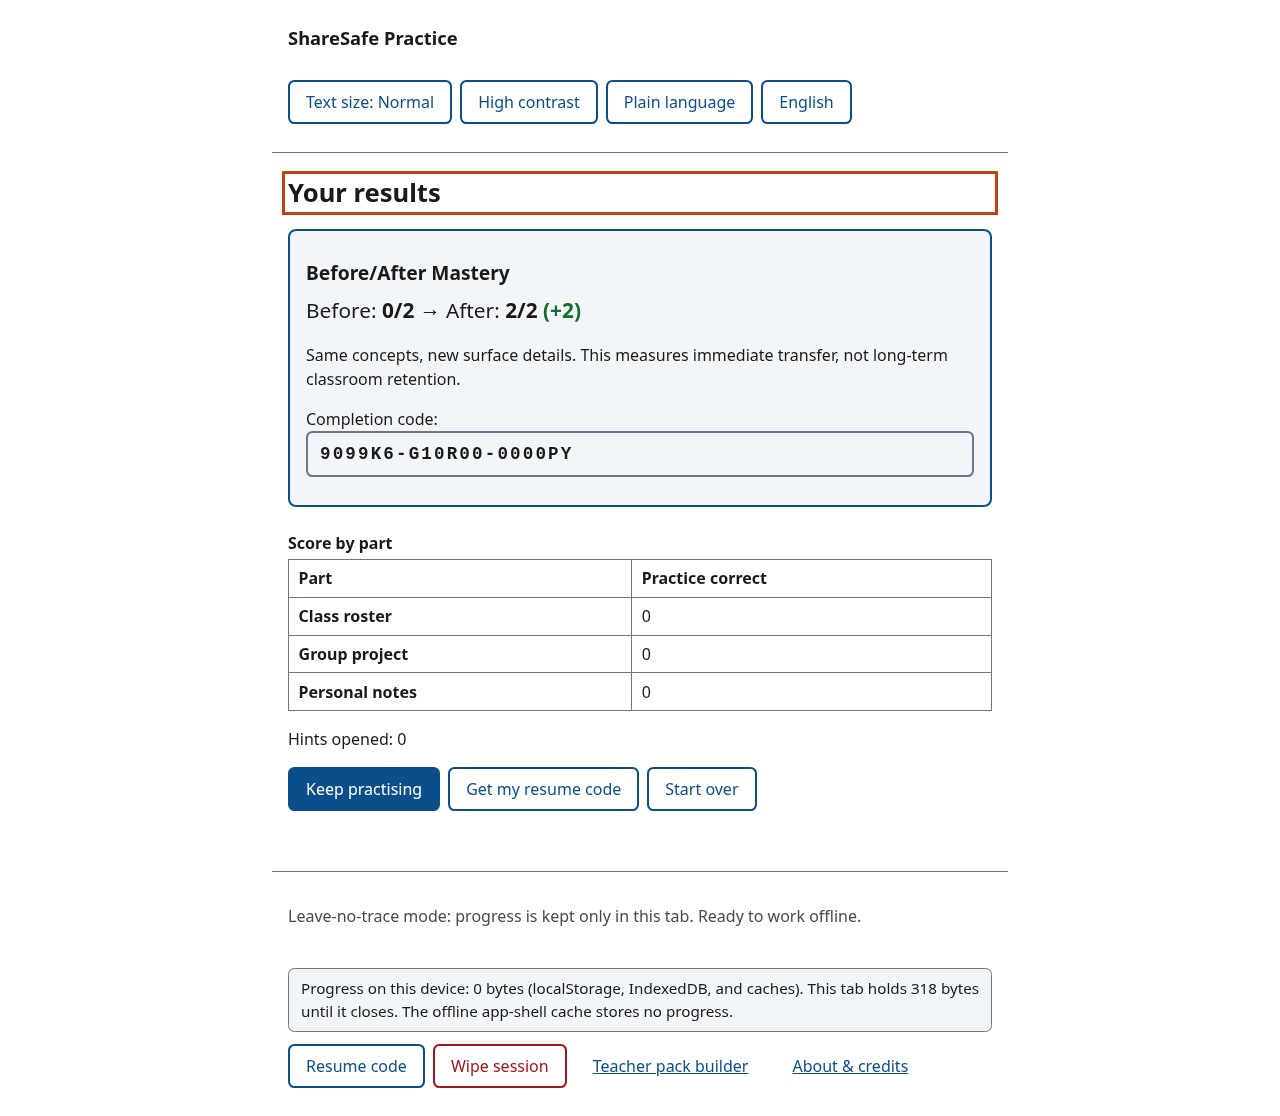 ShareSafe Practice
Text size: Normal
High contrast
Plain language
English
Your results
Before/After Mastery
Before: 0/2 → After: 2/2 (+2)
Same concepts, new surface details. This measures immediate transfer, not long-term
classroom retention.
Completion code:
9099K6-G10R00-0000PY
Score by part
Part Practice correct
Class roster 0
Group project 0
Personal notes 0
Hints opened: 0
Keep practising
Get my resume code
Start over
Leave-no-trace mode: progress is kept only in this tab. Ready to work offline.
Progress on this device: 0 bytes (localStorage, IndexedDB, and caches). This tab holds 318 bytes
until it closes. The offline app-shell cache stores no progress.
Resume code
Wipe session
Teacher pack builder
About & credits